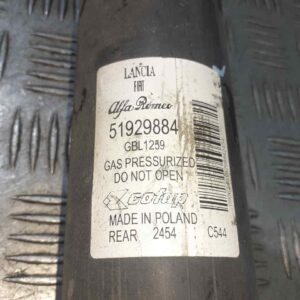 LANCIA
FIAT
Alfa Romeo
51929884
GBL1259
GAS PRESSURIZED
DO NOT OPEN
cofap
MADE IN POLAND
REAR 2454 C544